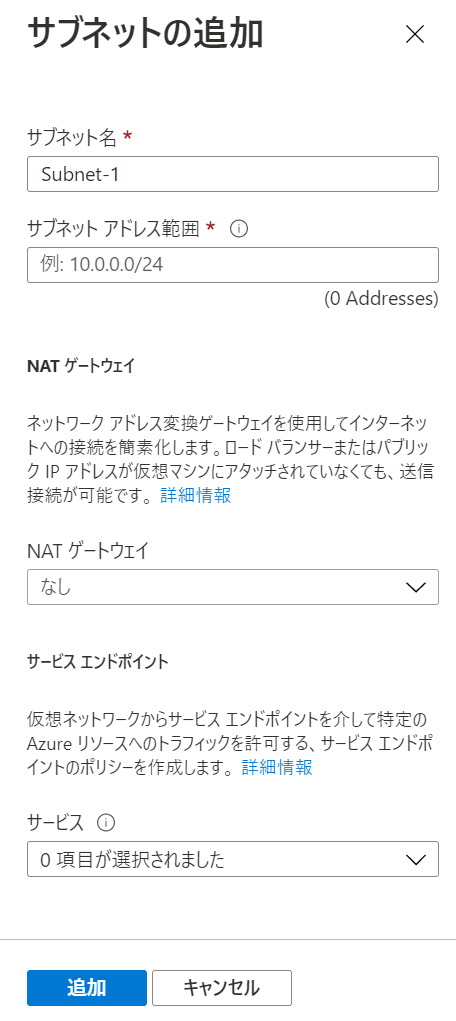 サブネットの追加
サブネット名 *
Subnet-1
サブネット アドレス範囲 *
例: 10.0.0.0/24
(0 Addresses)
NAT ゲートウェイ
ネットワーク アドレス変換ゲートウェイを使用してインターネッ
トへの接続を簡素化します。ロード バランサーまたはパブリッ
ク IP アドレスが仮想マシンにアタッチされていなくても、送信
接続が可能です。 詳細情報
NAT ゲートウェイ
なし
サービス エンドポイント
仮想ネットワークからサービス エンドポイントを介して特定の
Azure リソースへのトラフィックを許可する、サービス エンドポ
イントのポリシーを作成します。 詳細情報
サービス
0 項目が選択されました
追加
キャンセル